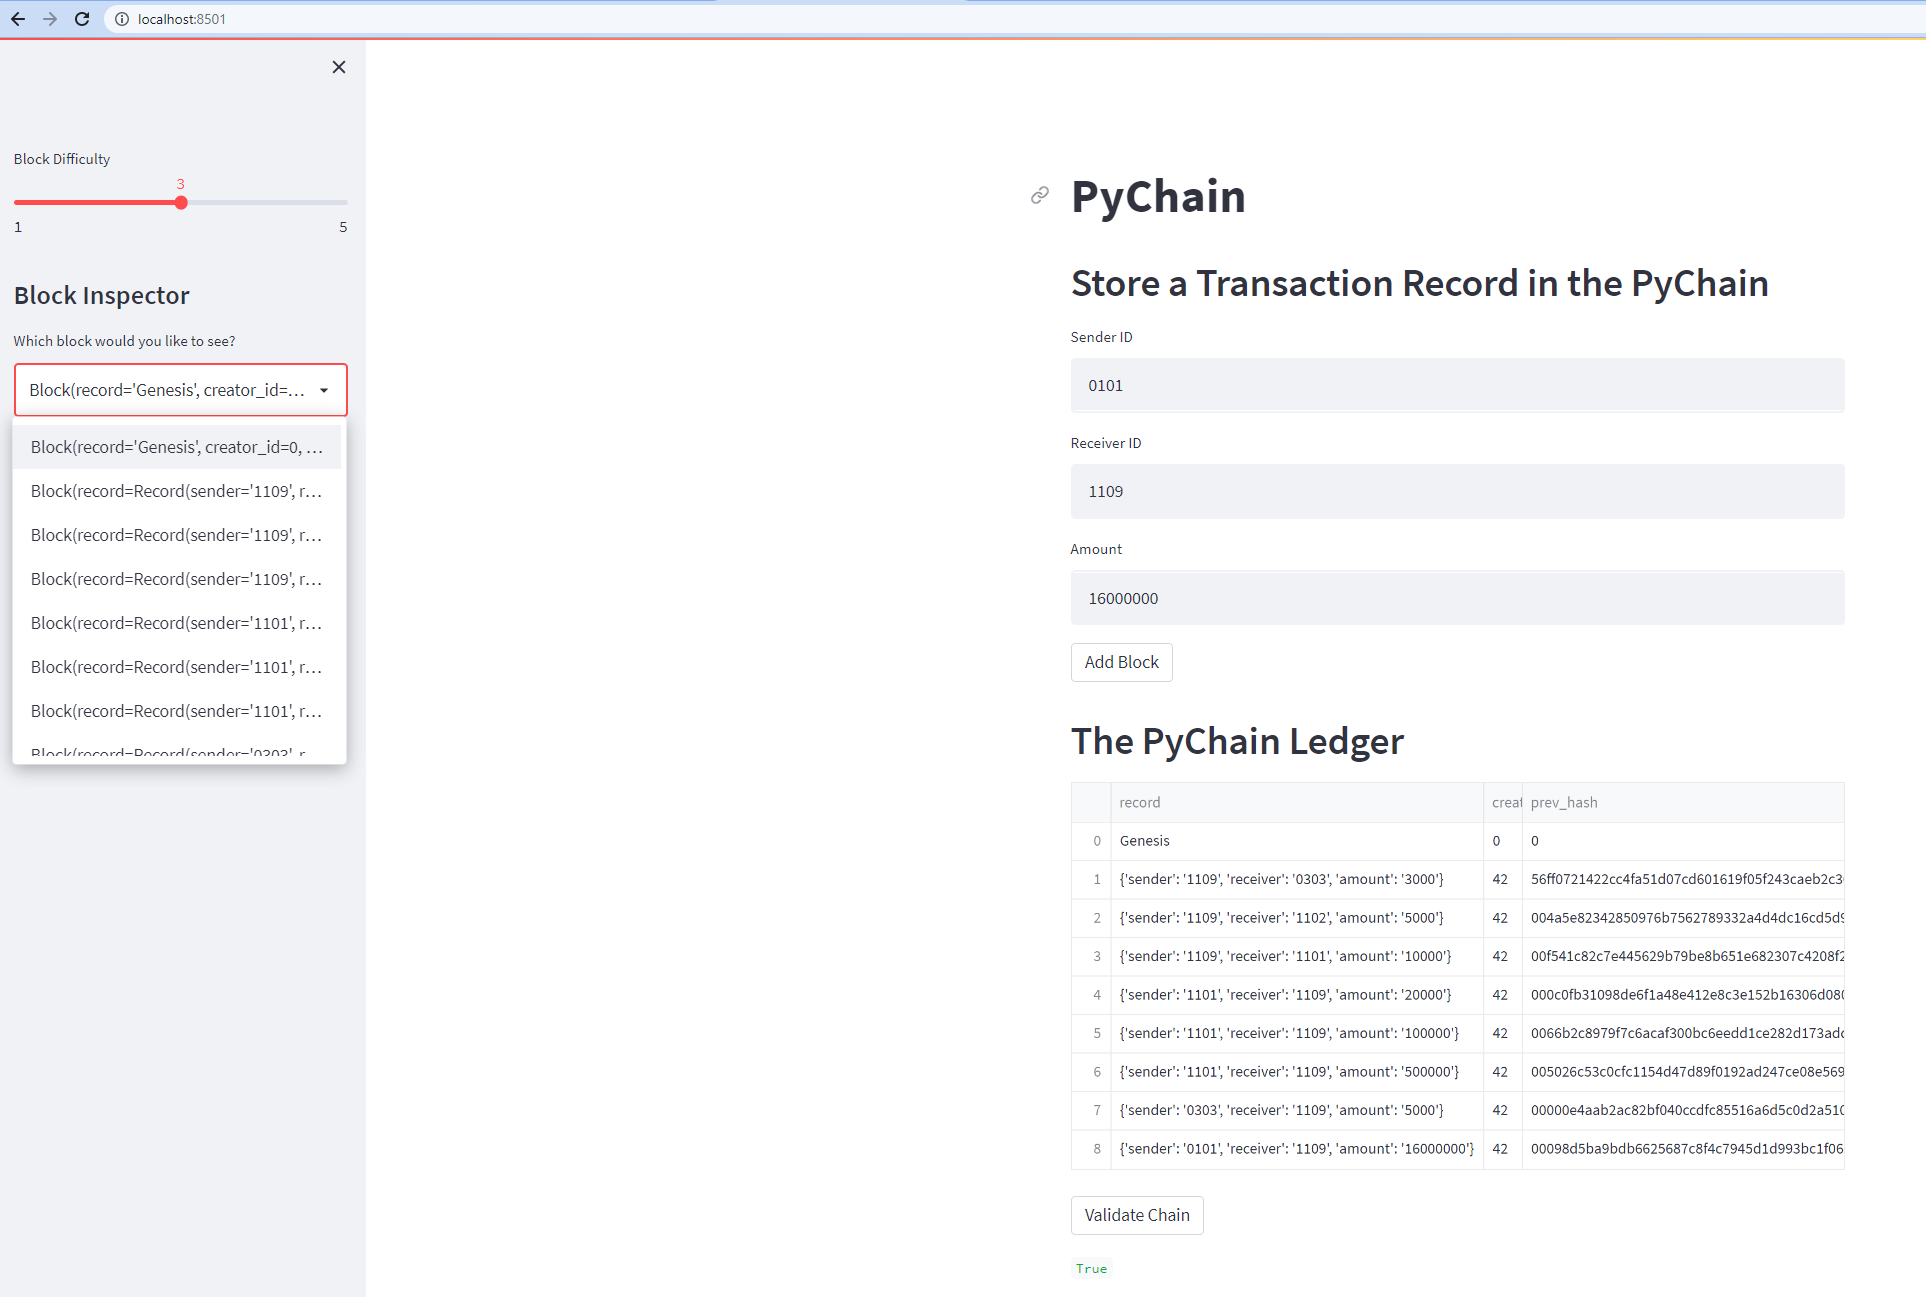 localhost:8501
Block Difficulty
3
1 5
Block Inspector
Which block would you like to see?
Block(record='Genesis', creator_id=...
Block(record='Genesis', creator_id=0, ...
Block(record=Record(sender='1109', r...
Block(record=Record(sender='1109', r...
Block(record=Record(sender='1109', r...
Block(record=Record(sender='1101', r...
Block(record=Record(sender='1101', r...
Block(record=Record(sender='1101', r...
Block(record=Record(sender='0303', r
PyChain
Store a Transaction Record in the PyChain
Sender ID
0101
Receiver ID
1109
Amount
16000000
Add Block
The PyChain Ledger
record creat prev_hash
0 Genesis 0 0
1 {'sender': '1109', 'receiver': '0303', 'amount': '3000'} 42 56ff0721422cc4fa51d07cd601619f05f243caeb2c3
2 {'sender': '1109', 'receiver': '1102', 'amount': '5000'} 42 004a5e82342850976b7562789332a4d4dc16cd5d9
3 {'sender': '1109', 'receiver': '1101', 'amount': '10000'} 42 00f541c82c7e445629b79be8b651e682307c4208f2
4 {'sender': '1101', 'receiver': '1109', 'amount': '20000'} 42 000c0fb31098de6f1a48e412e8c3e152b16306d080
5 {'sender': '1101', 'receiver': '1109', 'amount': '100000'} 42 0066b2c8979f7c6acaf300bc6eedd1ce282d173add
6 {'sender': '1101', 'receiver': '1109', 'amount': '500000'} 42 005026c53c0cfc1154d47d89f0192ad247ce08e569
7 {'sender': '0303', 'receiver': '1109', 'amount': '5000'} 42 00000e4aab2ac82bf040ccdfc85516a6d5c0d2a510
8 {'sender': '0101', 'receiver': '1109', 'amount': '16000000'} 42 00098d5ba9bdb6625687c8f4c7945d1d993bc1f06
Validate Chain
True